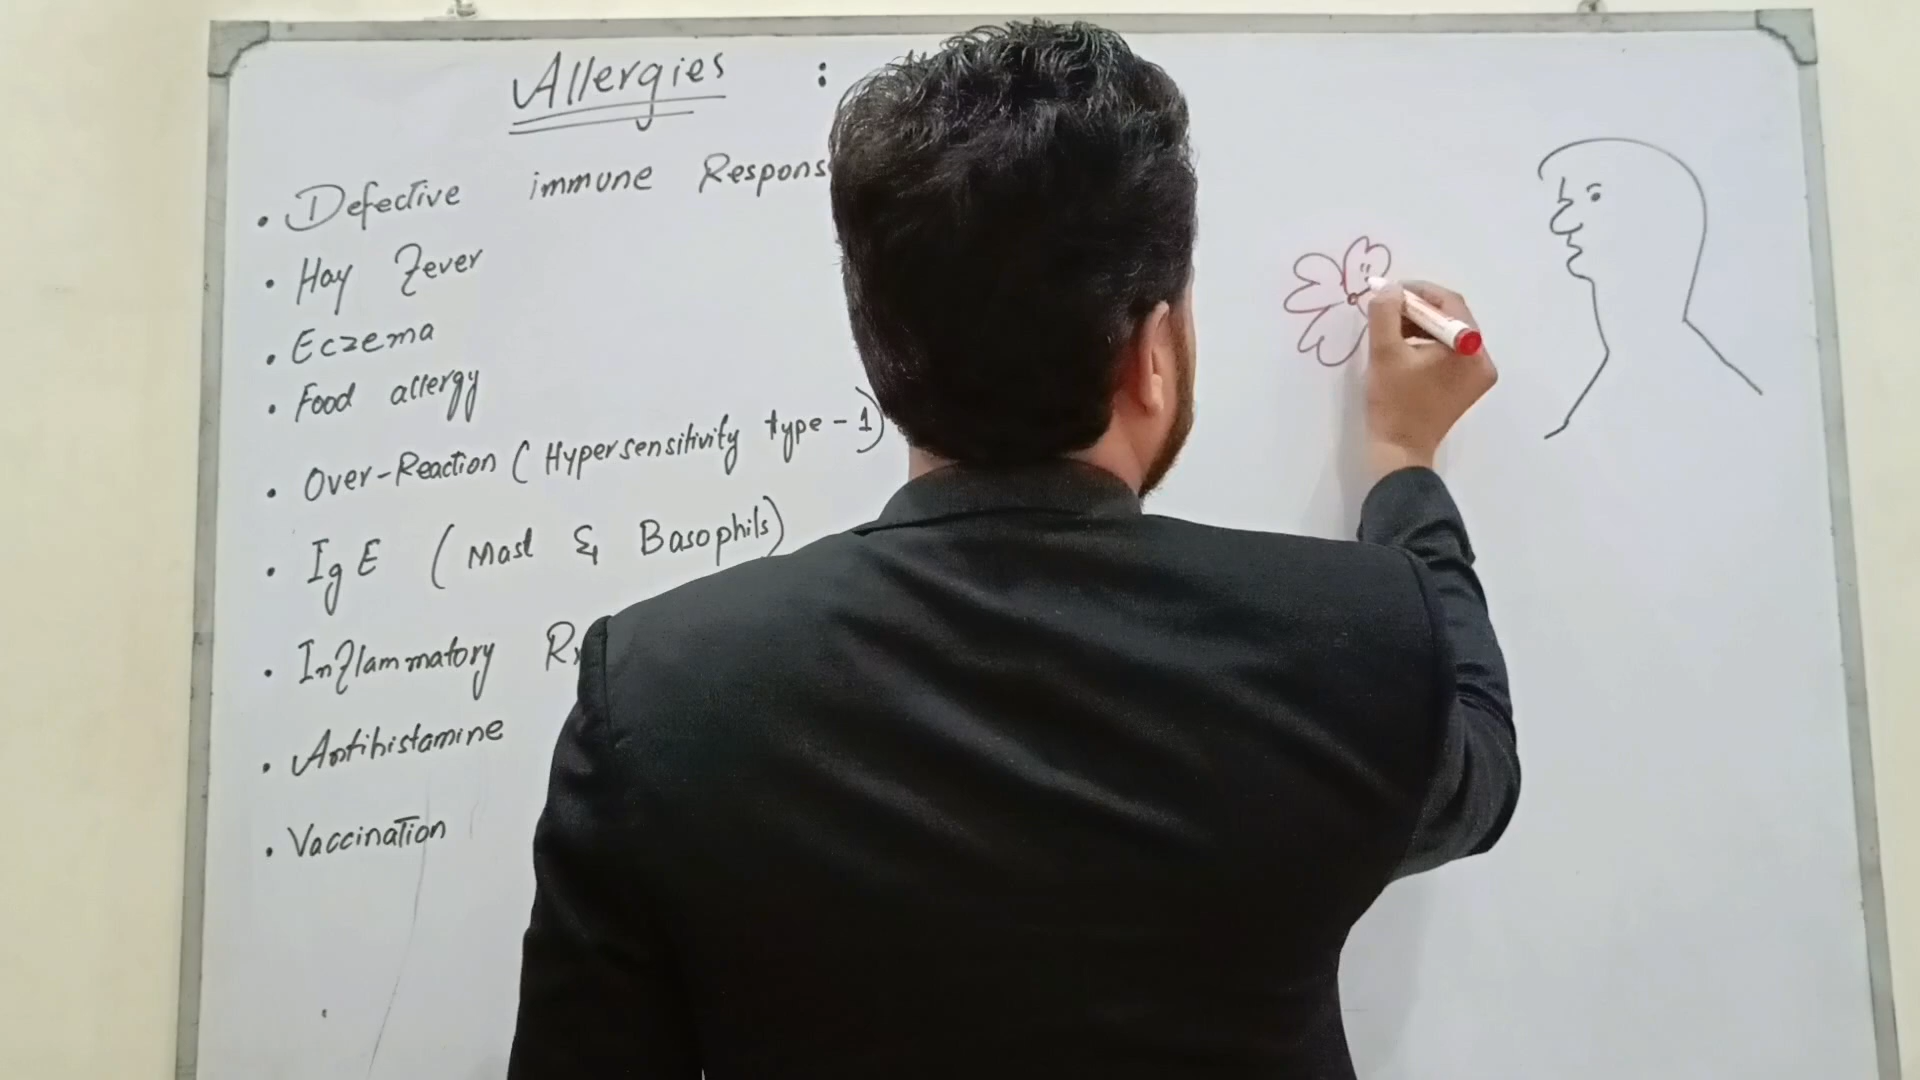 Allergies :
• Defective immune Respons
• Hay Fever
• Eczema
• Food allergy
• Over-Reaction (Hypersensitivity type-1)
• IgE (Mast & Basophils)
• Inflammatory Rx
• Antihistamine
• Vaccination